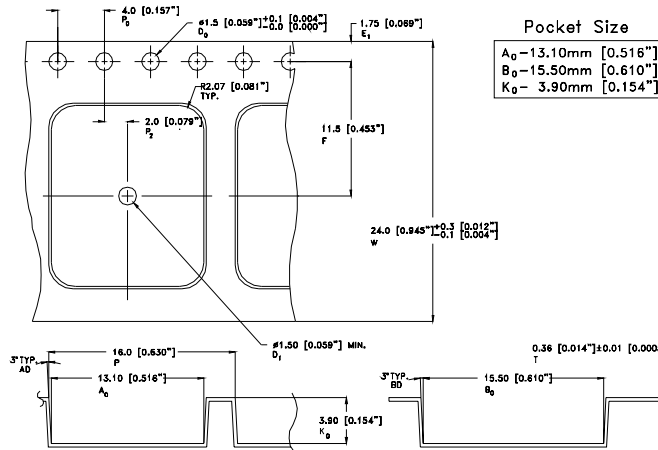 4.0 [0.157"]
P0
ø1.5 [0.059"] +0.1 [0.004"]
-0.0 [0.000"]
D0
1.75 [0.069"]
E1
Pocket Size
A0-13.10mm [0.516"]
B0-15.50mm [0.610"]
K0- 3.90mm [0.154"]
R2.07 [0.081"]
TYP.
2.0 [0.079"]
P2
11.5 [0.453"]
F
24.0 [0.945"] +0.3 [0.012"]
-0.1 [0.004"]
W
ø1.50 [0.059"] MIN.
D1
16.0 [0.630"]
P
3° TYP.
AD
13.10 [0.516"]
A0
3.90 [0.154"]
K0
3° TYP.
BD
15.50 [0.610"]
B0
0.36 [0.014"]±0.01 [0.000
T